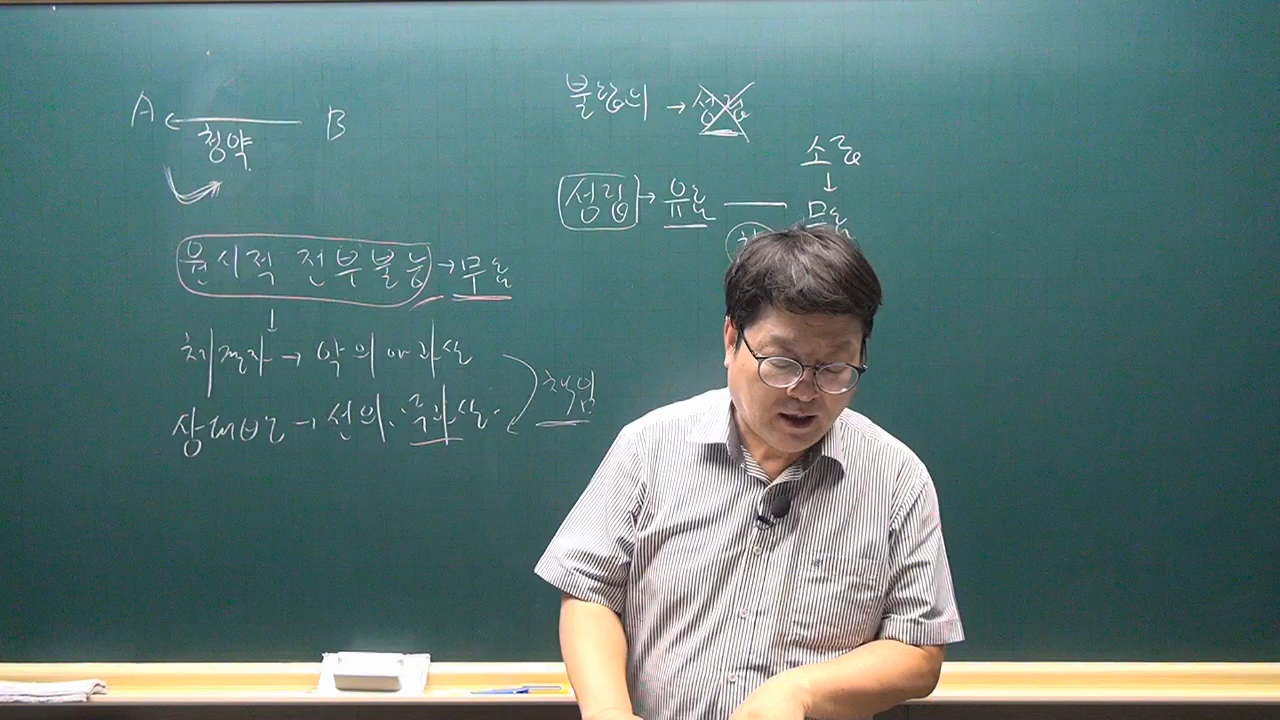 A ← B
청약
원시적 전부불능 → 무효
↓
체결자 → 악의 or 과실
상대방 → 선의·무과실
책임
불합의 → 성립
소급
↓
성립 → 유효 — 무효